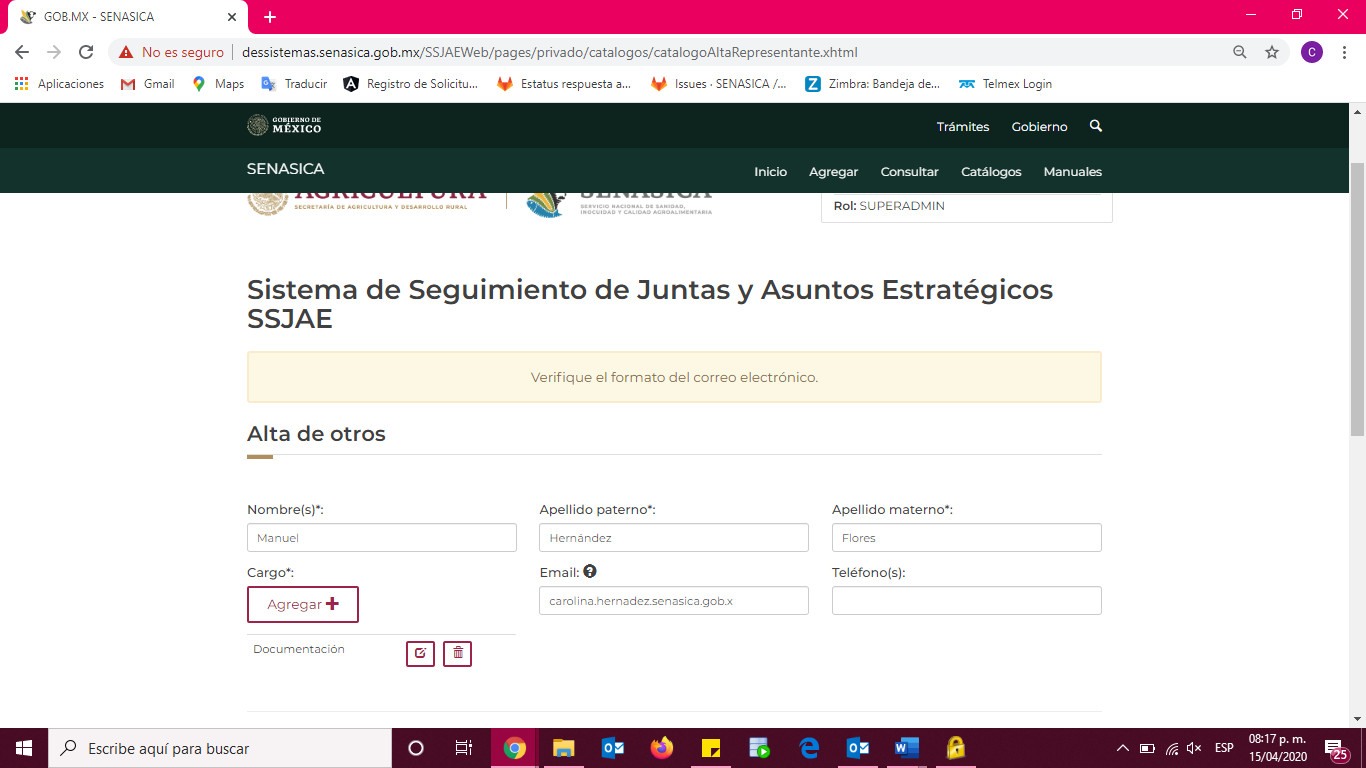 GOB.MX - SENASICA
No es seguro
dessistemas.senasica.gob.mx/SSJAEWeb/pages/privado/catalogos/catalogoAltaRepresentante.xhtml
C
Aplicaciones Gmail Maps Traducir Registro de Solicitu... Estatus respuesta a... Issues · SENASICA /... Zimbra: Bandeja de... Telmex Login
GOBIERNO DE
MÉXICO
Trámites Gobierno
SENASICA
Inicio Agregar Consultar Catálogos Manuales
AGRICULTURA
SECRETARÍA DE AGRICULTURA Y DESARROLLO RURAL
SENASICA
SERVICIO NACIONAL DE SANIDAD,
INOCUIDAD Y CALIDAD AGROALIMENTARIA
Rol: SUPERADMIN
Sistema de Seguimiento de Juntas y Asuntos Estratégicos
SSJAE
Verifique el formato del correo electrónico.
Alta de otros
Nombre(s)*: Apellido paterno*: Apellido materno*:
Manuel Hernández Flores
Cargo*: Email: Teléfono(s):
Agregar
carolina.hernadez.senasica.gob.x
Documentación
Escribe aquí para buscar
ESP
08:17 p. m.
15/04/2020
25